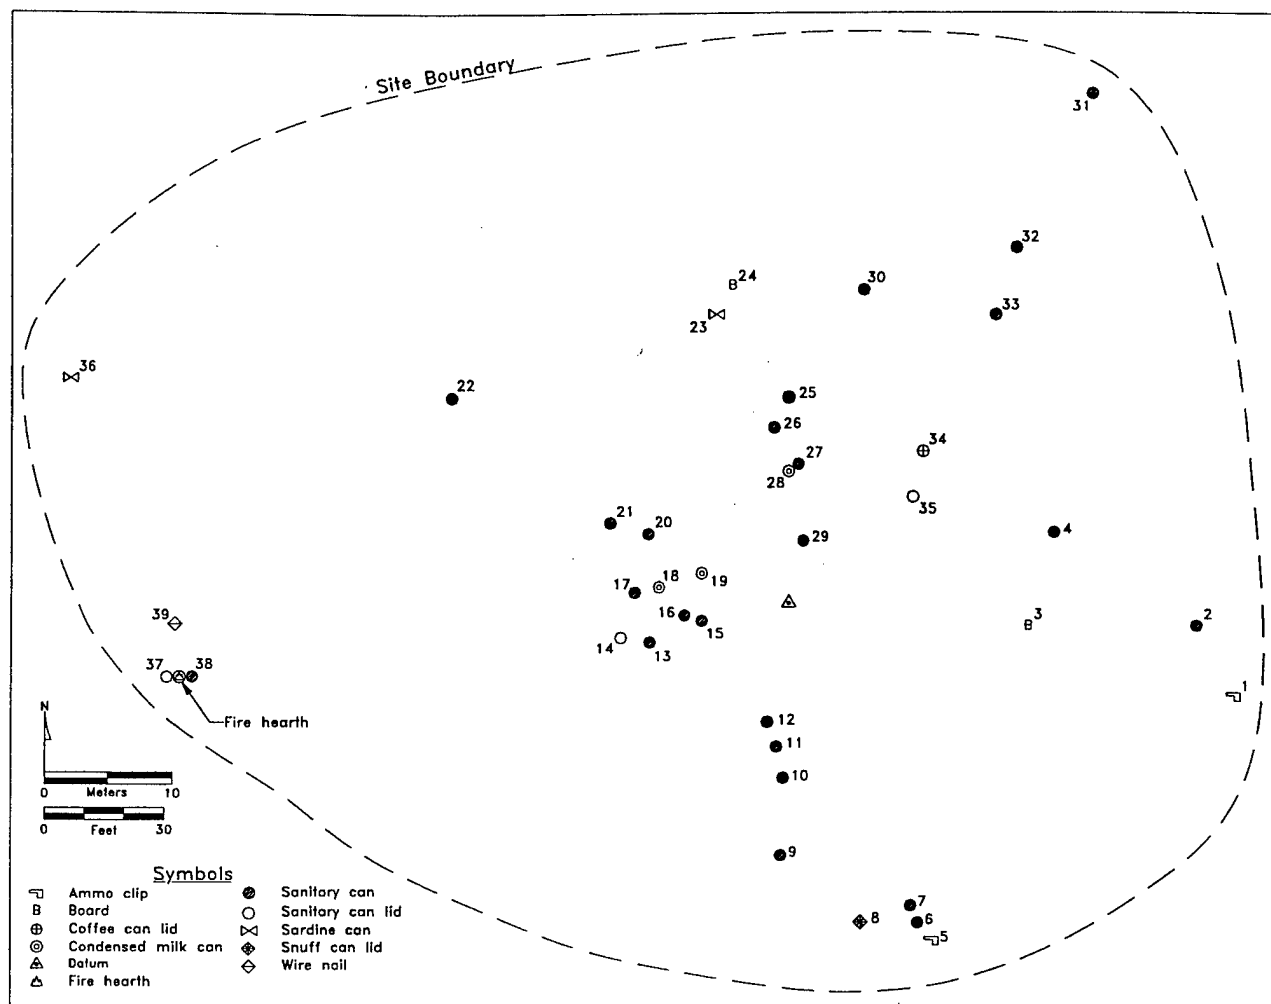 Site Boundary
31
32
24
30
33
23
36
22
25
26
34
27
28
35
21
20
29
4
18
19
17
16
15
3
2
39
14
13
37
38
1
Fire hearth
12
11
N
10
0 Meters 10
0 Feet 30
9
Symbols
7
8
6
5
Ammo clip
Board
Coffee can lid
Condensed milk can
Datum
Fire hearth
Sanitary can
Sanitary can lid
Sardine can
Snuff can lid
Wire nail